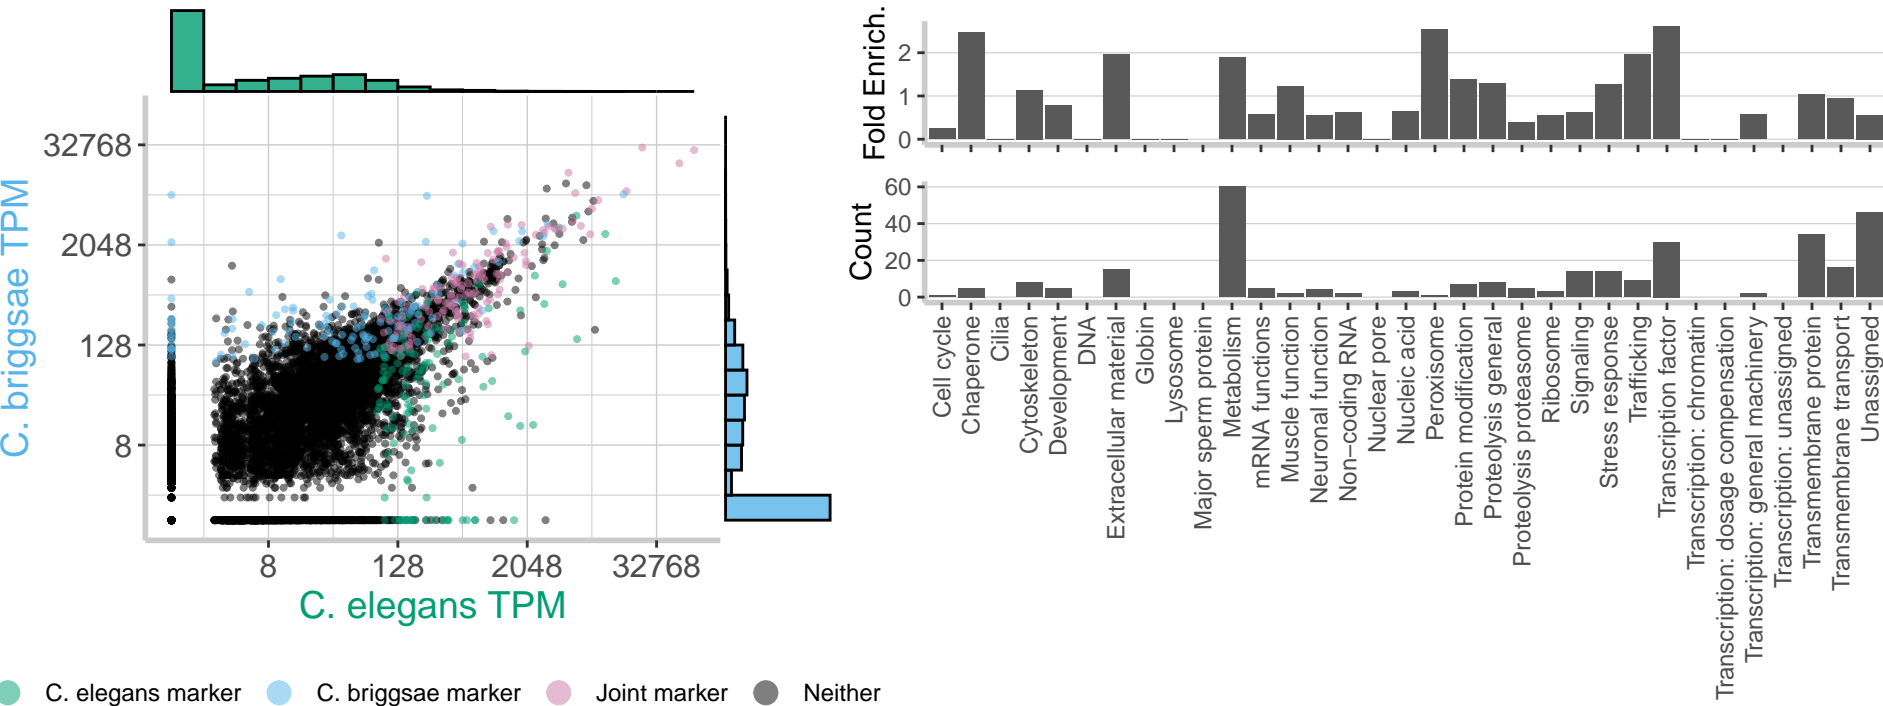 32768
2048
128
8
C. briggsae TPM
8
128
2048
32768
C. elegans TPM
C. elegans marker
C. briggsae marker
Joint marker
Neither
Fold Enrich.
2
1
0
Count
60
40
20
0
Cell cycle
Chaperone
Cilia
Cytoskeleton
Development
DNA
Extracellular material
Globin
Lysosome
Major sperm protein
Metabolism
mRNA functions
Muscle function
Neuronal function
Non−coding RNA
Nuclear pore
Nucleic acid
Peroxisome
Protein modification
Proteolysis general
Proteolysis proteasome
Ribosome
Signaling
Stress response
Trafficking
Transcription factor
Transcription: chromatin
Transcription: dosage compensation
Transcription: general machinery
Transcription: unassigned
Transmembrane protein
Transmembrane transport
Unassigned